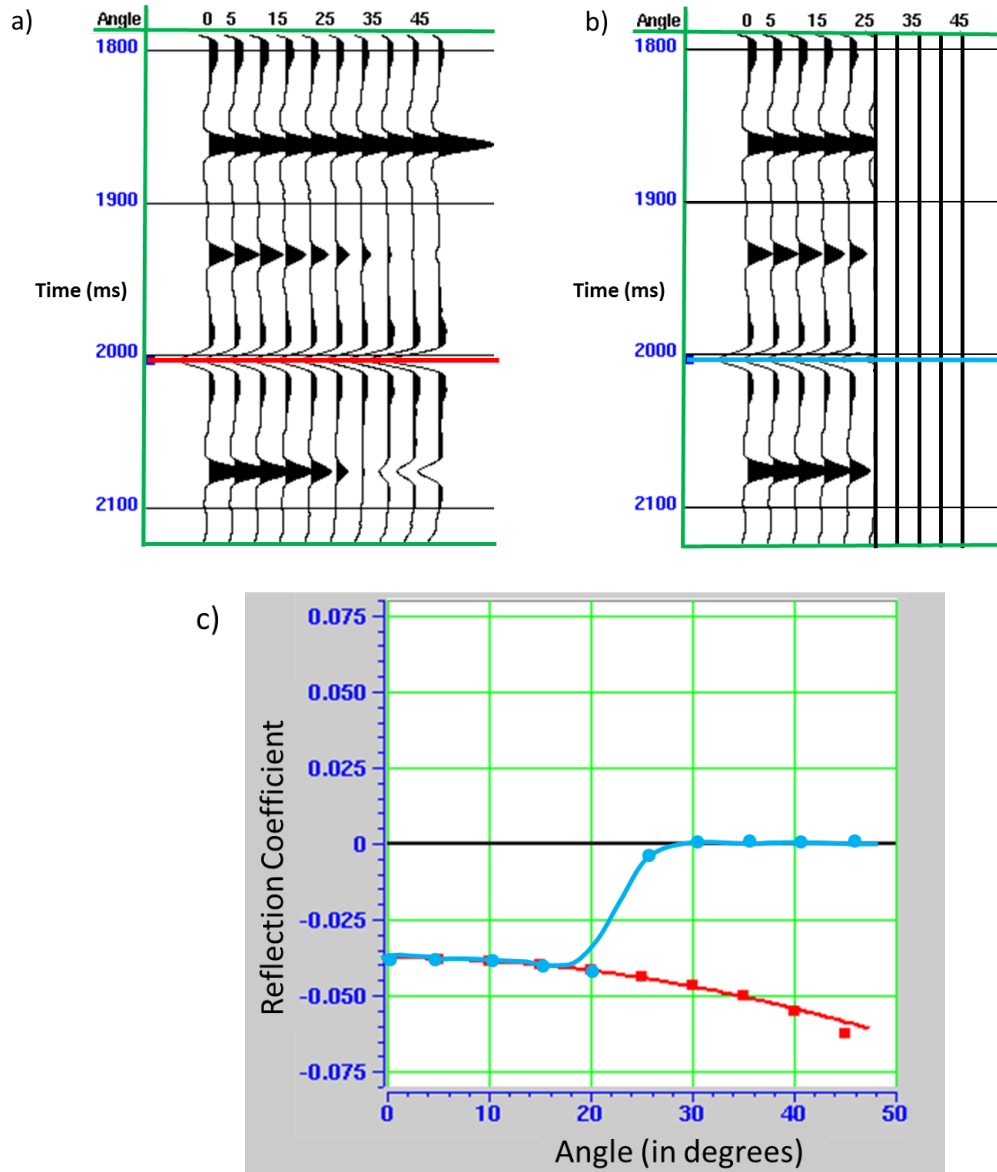 a)
Angle 0 5 15 25 35 45
1800
1900
Time (ms)
2000
2100
b)
Angle 0 5 15 25 35 45
1800
1900
Time (ms)
2000
2100
c)
0.075
0.050
0.025
0
-0.025
-0.050
-0.075
Reflection Coefficient
0 10 20 30 40 50
Angle (in degrees)